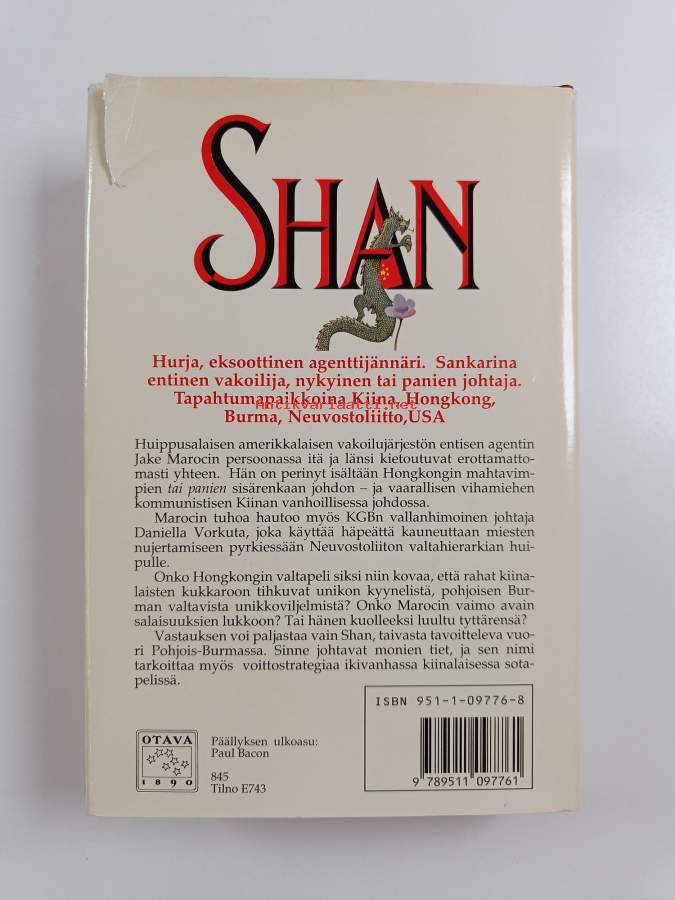 SHAN
Hurja, eksoottinen agenttijännäri. Sankarina
entinen vakoilija, nykyinen tai panien johtaja.
Tapahtumapaikkoina Kiina, Hongkong,
antikvariaatti.net
Burma, Neuvostoliitto,USA
Huippusalaisen amerikkalaisen vakoilujärjestön entisen agentin
Jake Marocin persoonassa itä ja länsi kietoutuvat erottamatto-
masti yhteen. Hän on perinyt isältään Hongkongin mahtavim-
pien tai panien sisärenkaan johdon – ja vaarallisen vihamiehen
kommunistisen Kiinan vanhoillisessa johdossa.
Marocin tuhoa hautoo myös KGBn vallanhimoinen johtaja
Daniella Vorkuta, joka käyttää häpeättä kauneuttaan miesten
nujertamiseen pyrkiessään Neuvostoliiton valtahierarkian hui-
pulle.
Onko Hongkongin valtapeli siksi niin kovaa, että rahat kiina-
laisten kukkaroon tihkuvat unikon kyynelistä, pohjoisen Bur-
man valtavista unikkoviljelmistä? Onko Marocin vaimo avain
salaisuuksien lukkoon? Tai hänen kuolleeksi luultu tyttärensä?
Vastauksen voi paljastaa vain Shan, taivasta tavoitteleva vuo-
ri Pohjois-Burmassa. Sinne johtavat monien tiet, ja sen nimi
tarkoittaa myös voittostrategiaa ikivanhassa kiinalaisessa sota-
pelissä.
ISBN 951-1-09776-8
OTAVA
1890
Päällyksen ulkoasu:
Paul Bacon
845
Tilno E743
9 789511 097761